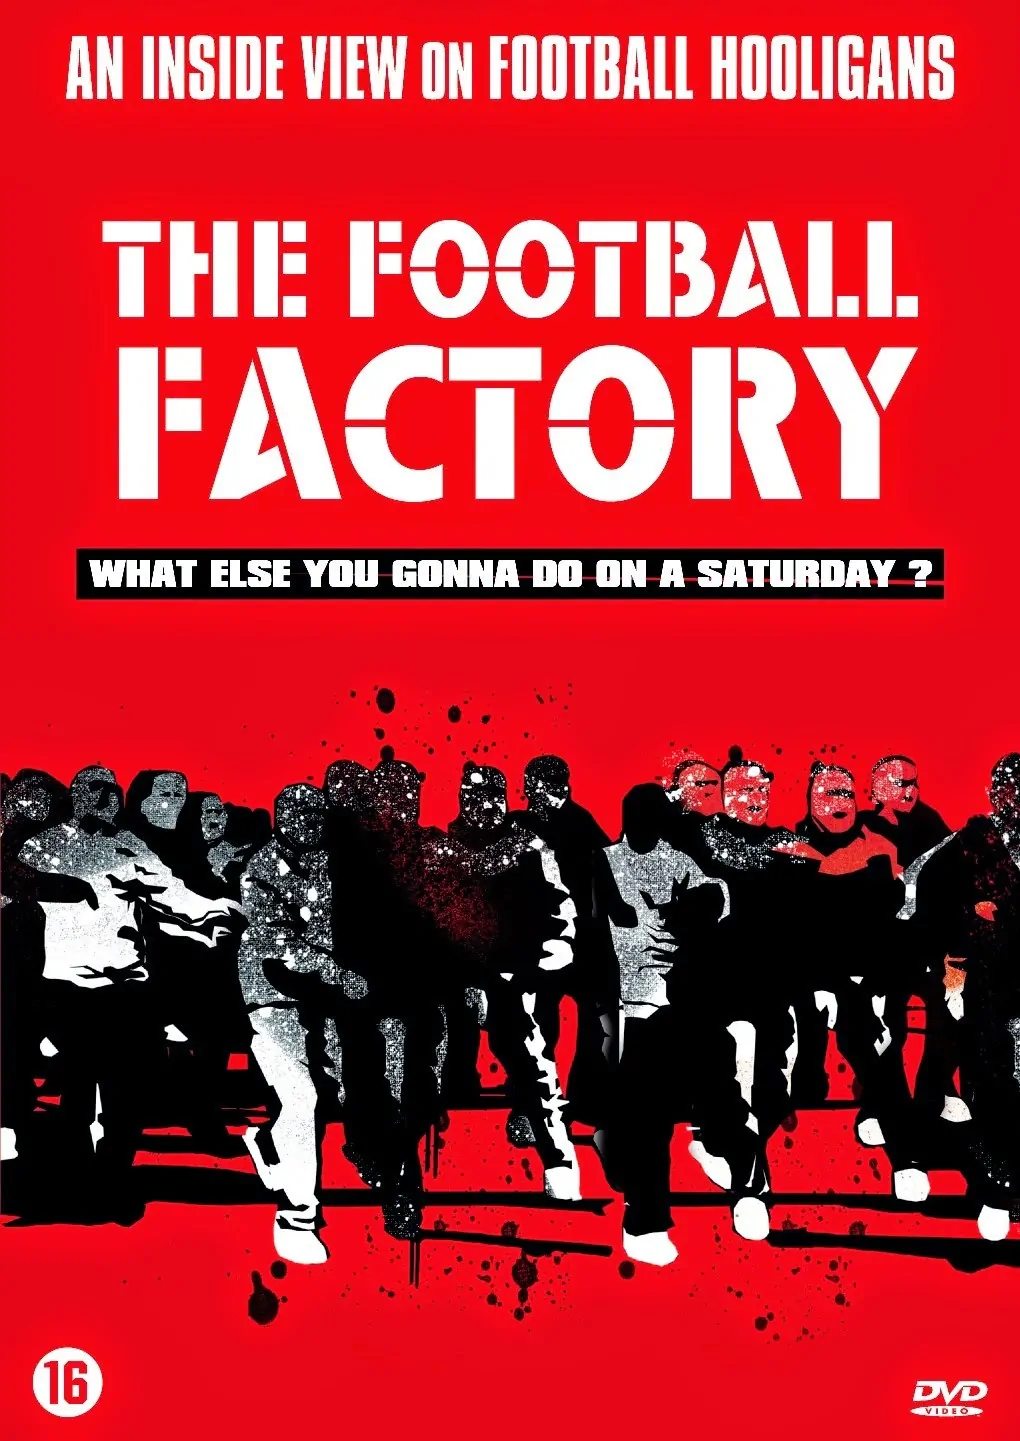 AN INSIDE VIEW ON FOOTBALL HOOLIGANS
THE FOOTBALL
FACTORY
WHAT ELSE YOU GONNA DO ON A SATURDAY ?
16
DVD
VIDEO